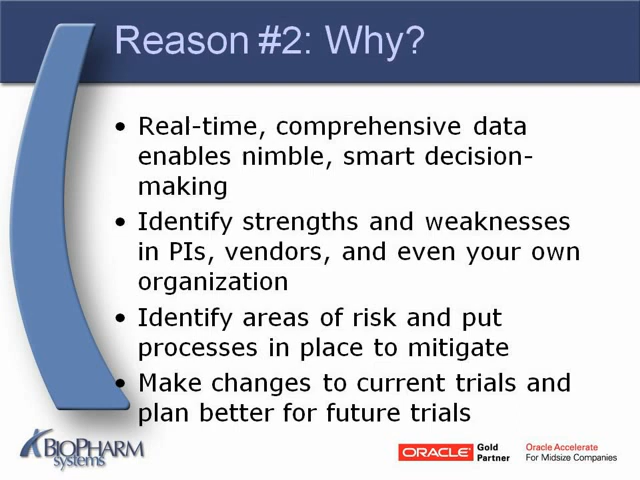 Reason #2: Why?
• Real-time, comprehensive data
enables nimble, smart decision-
making
• Identify strengths and weaknesses
in PIs, vendors, and even your own
organization
• Identify areas of risk and put
processes in place to mitigate
• Make changes to current trials and
plan better for future trials
BIOPHARM
systems
ORACLE
Gold
Partner
Oracle Accelerate
For Midsize Companies